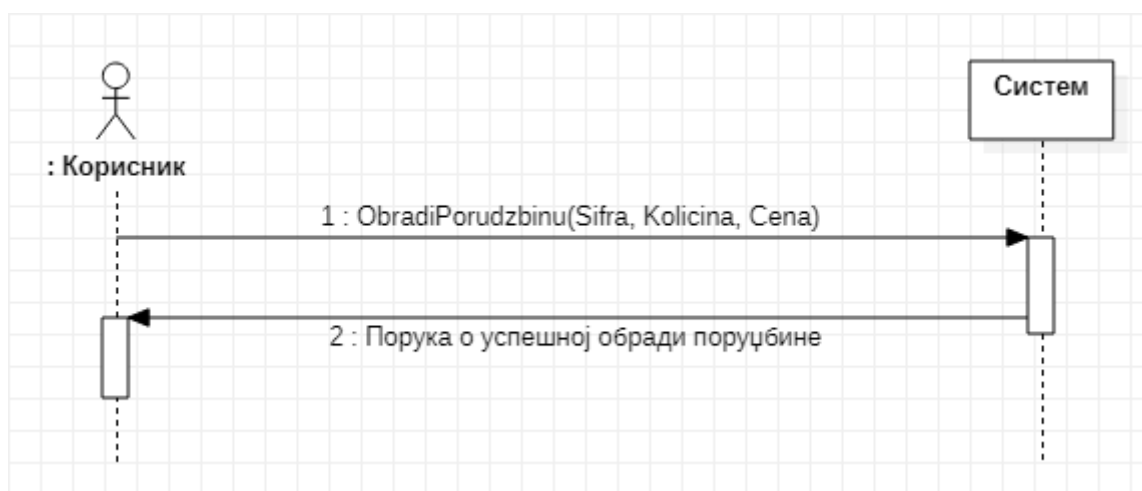 Систем
: Корисник
1 : ObradiPorudzbinu(Sifra, Kolicina, Cena)
2 : Порука о успешној обради поруџбине